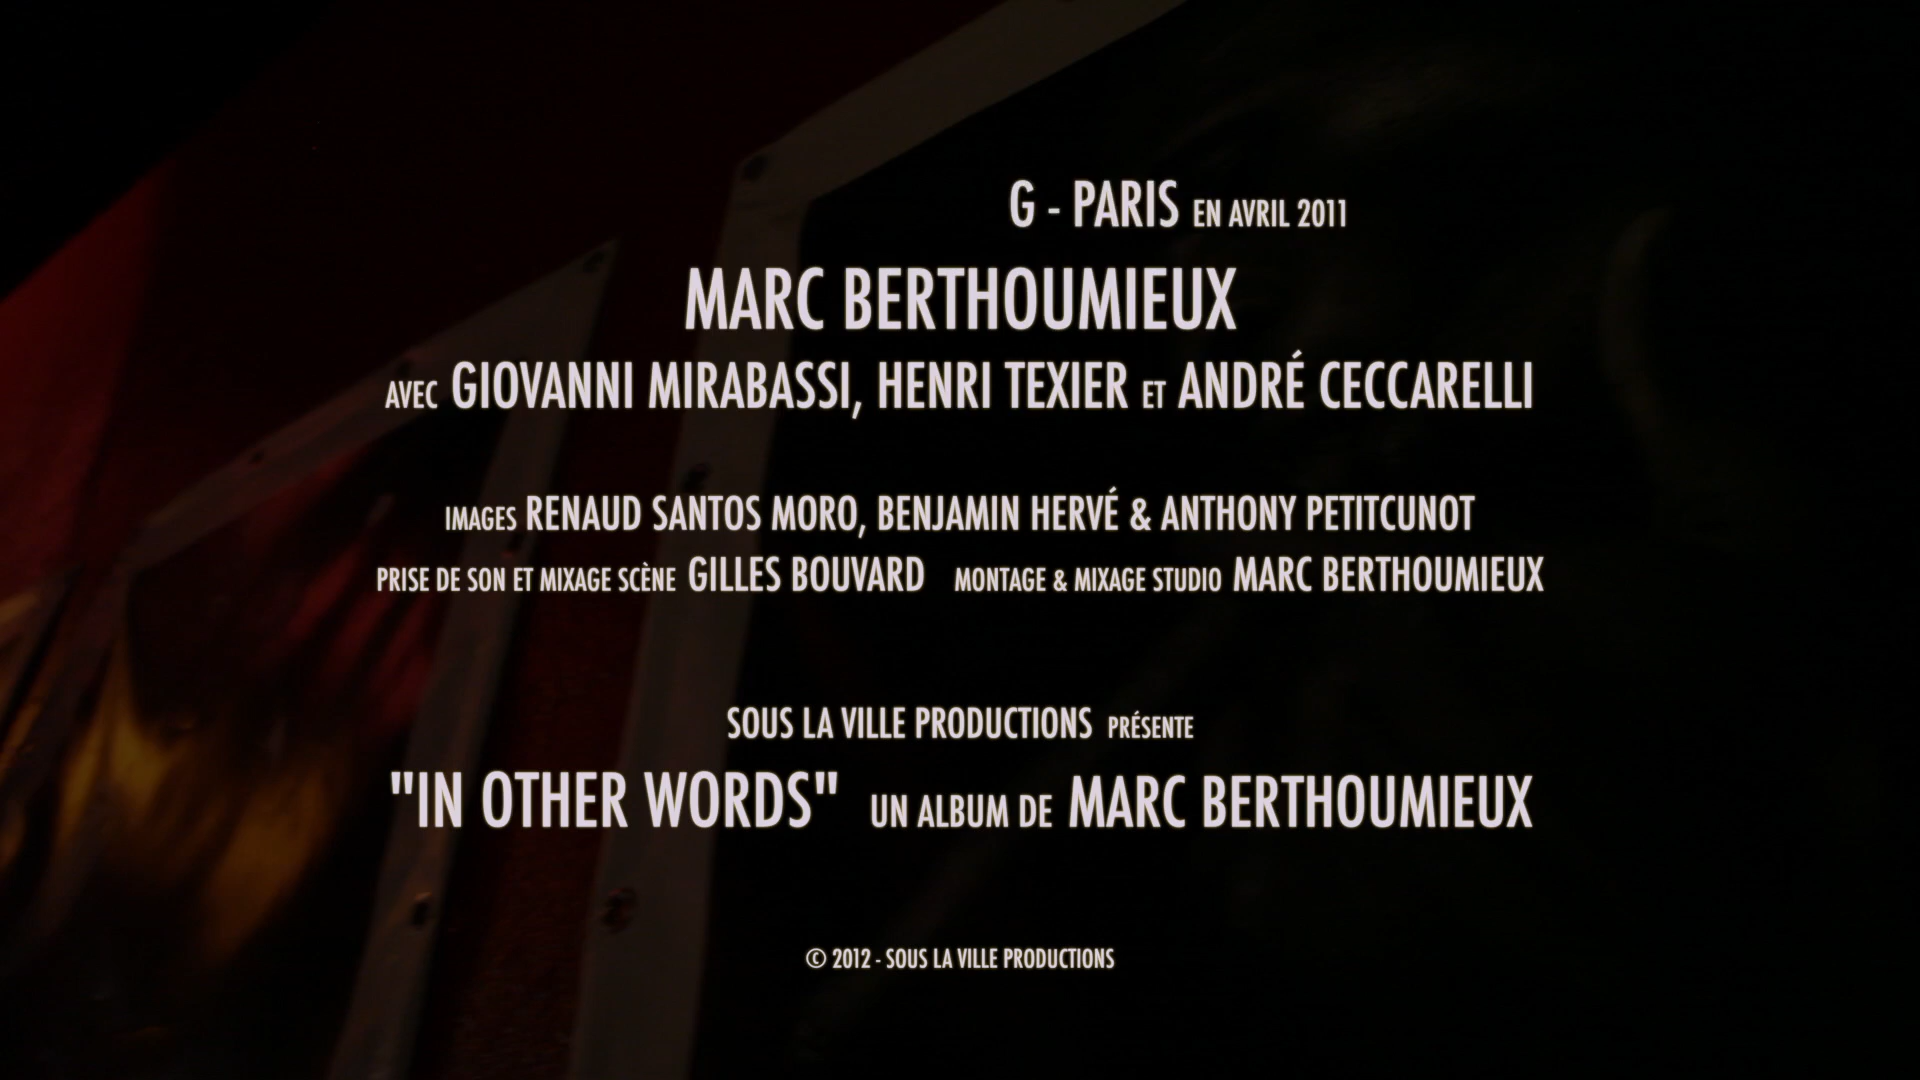 G - PARIS EN AVRIL 2011
MARC BERTHOUMIEUX
AVEC GIOVANNI MIRABASSI, HENRI TEXIER ET ANDRÉ CECCARELLI
IMAGES RENAUD SANTOS MORO, BENJAMIN HERVÉ & ANTHONY PETITCUNOT
PRISE DE SON ET MIXAGE SCÈNE GILLES BOUVARD MONTAGE & MIXAGE STUDIO MARC BERTHOUMIEUX
SOUS LA VILLE PRODUCTIONS PRÉSENTE
"IN OTHER WORDS" UN ALBUM DE MARC BERTHOUMIEUX
© 2012 - SOUS LA VILLE PRODUCTIONS